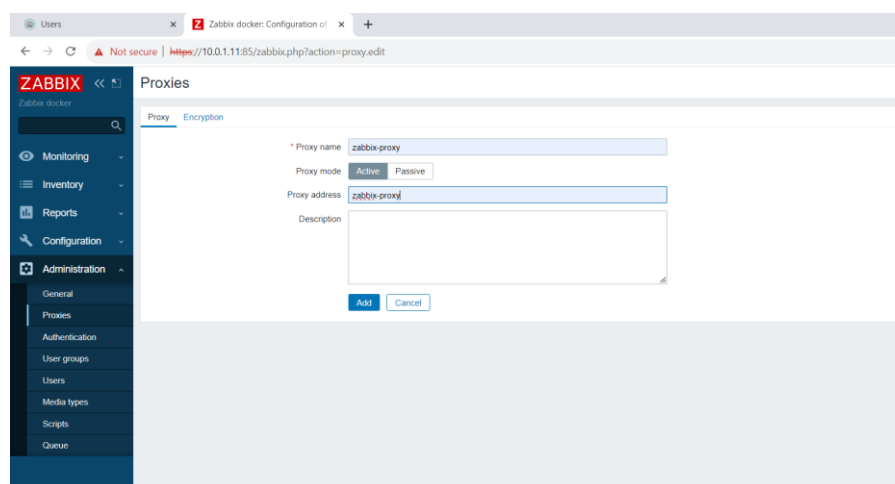 Users
Zabbix docker: Configuration of
Not secure | https://10.0.1.11:85/zabbix.php?action=proxy.edit
ZABBIX
Zabbix docker
Monitoring
Inventory
Reports
Configuration
Administration
General
Proxies
Authentication
User groups
Users
Media types
Scripts
Queue
Proxies
Proxy Encryption
* Proxy name zabbix-proxy
Proxy mode Active Passive
Proxy address zabbix-proxy
Description
Add Cancel